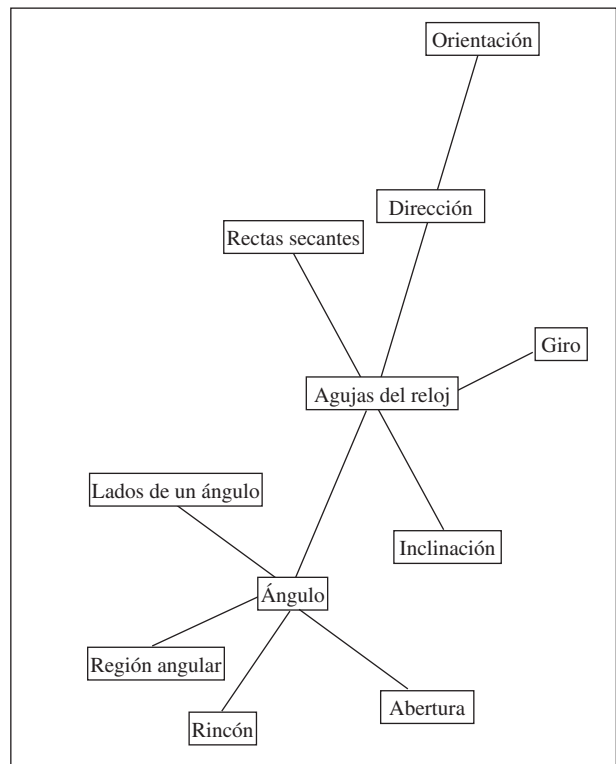 Orientación
Dirección
Rectas secantes
Giro
Agujas del reloj
Lados de un ángulo
Inclinación
Ángulo
Región angular
Abertura
Rincón